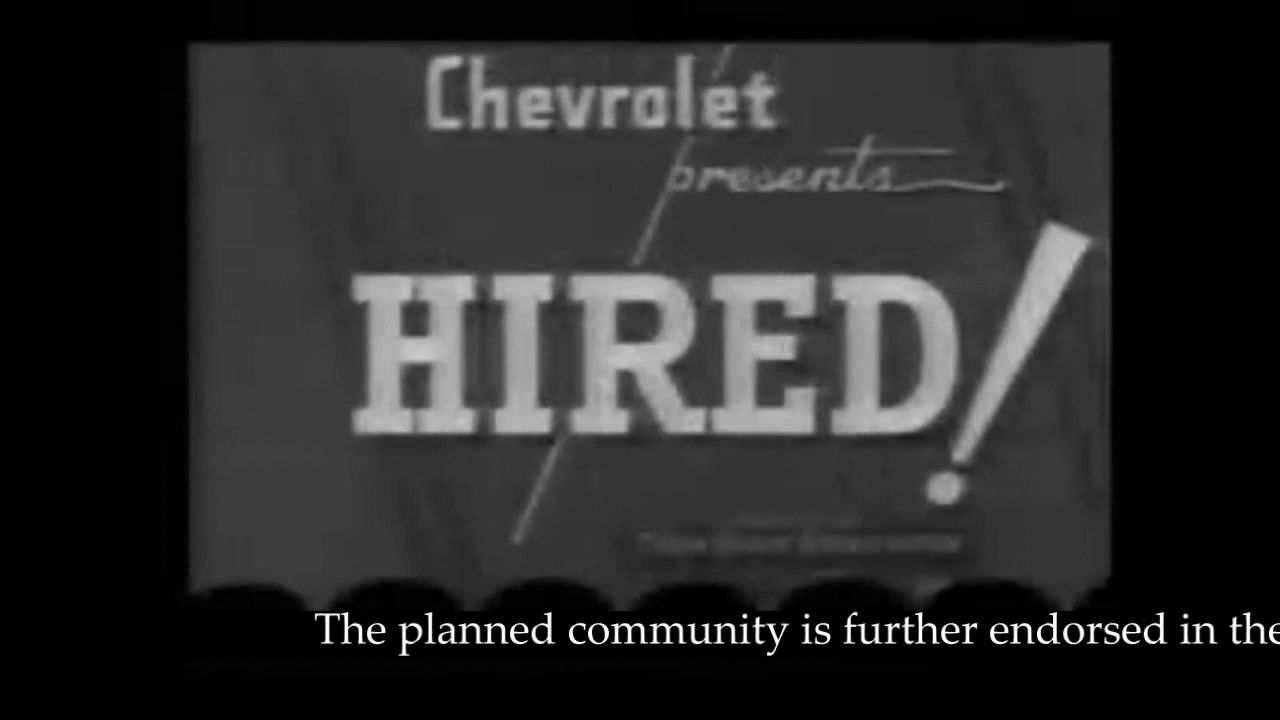 Chevrolet
presents
HIRED!
The planned community is further endorsed in the